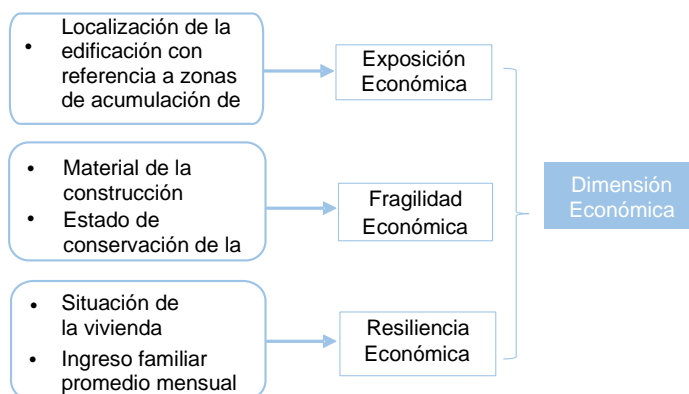 • Localización de la
edificación con
referencia a zonas
de acumulación de
Exposición
Económica
• Material de la
construcción
• Estado de
conservación de la
Fragilidad
Económica
• Situación de
la vivienda
• Ingreso familiar
promedio mensual
Resiliencia
Económica
Dimensión
Económica